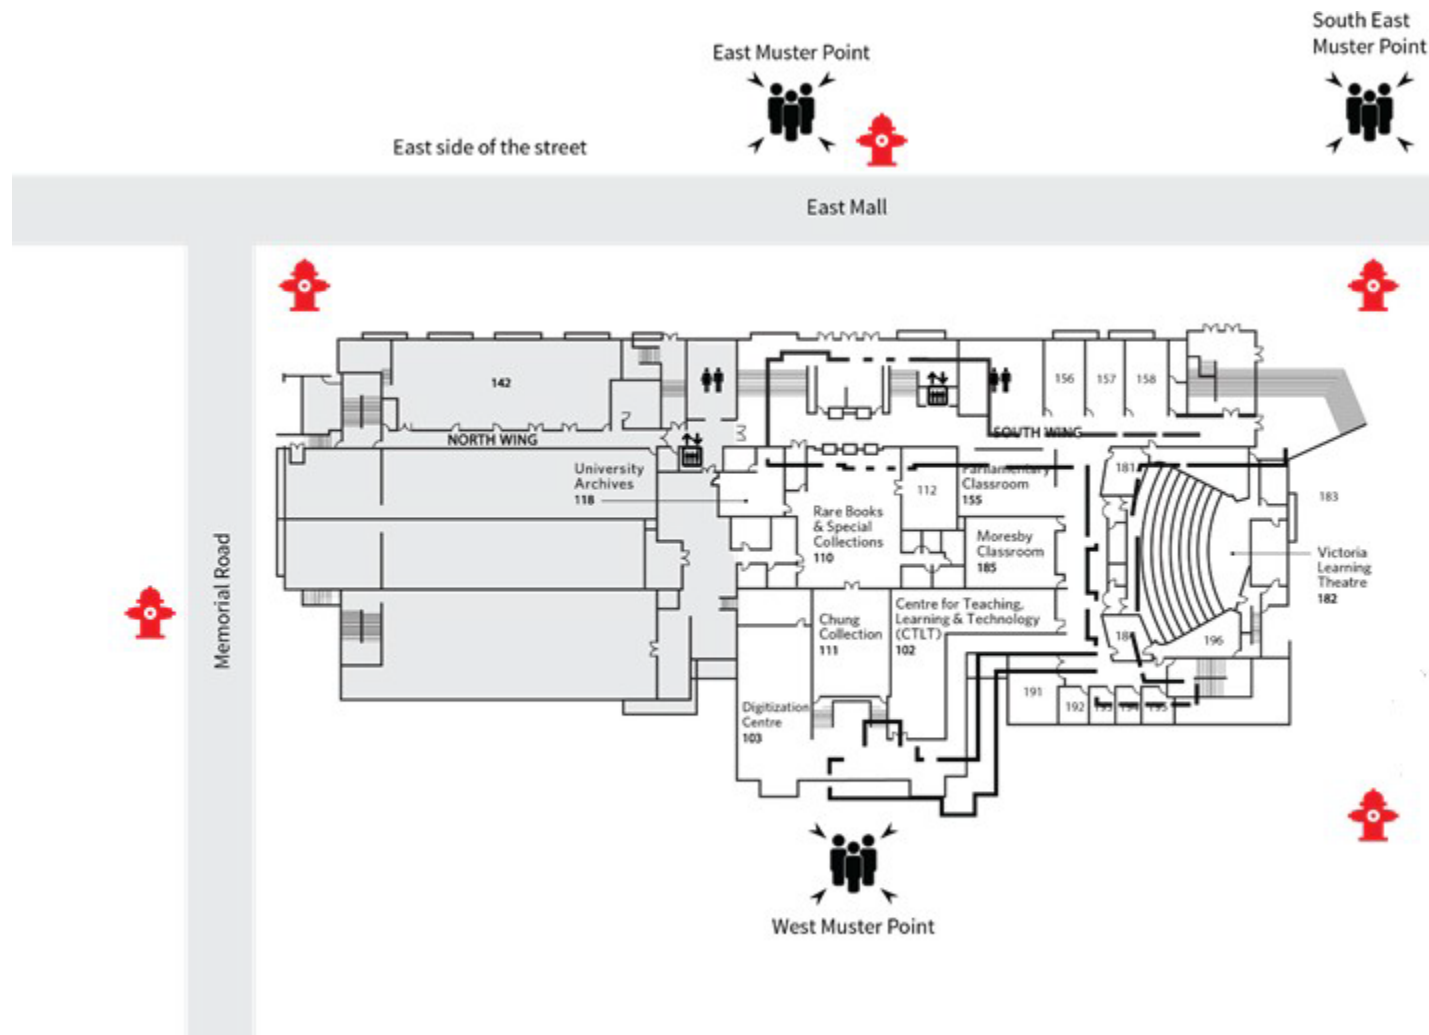 South East
Muster Point
East Muster Point
East side of the street
East Mall
142
156
157
158
NORTH WING
SOUTH WING
University
Archives
118
Parliamentary
Classroom
155
181
112
183
Rare Books
& Special
Collections
110
Moresby
Classroom
185
Victoria
Learning
Theatre
182
Memorial Road
Centre for Teaching,
Learning & Technology
(CTLT)
102
Chung
Collection
111
196
191
192
193
194
195
Digitization
Centre
103
West Muster Point